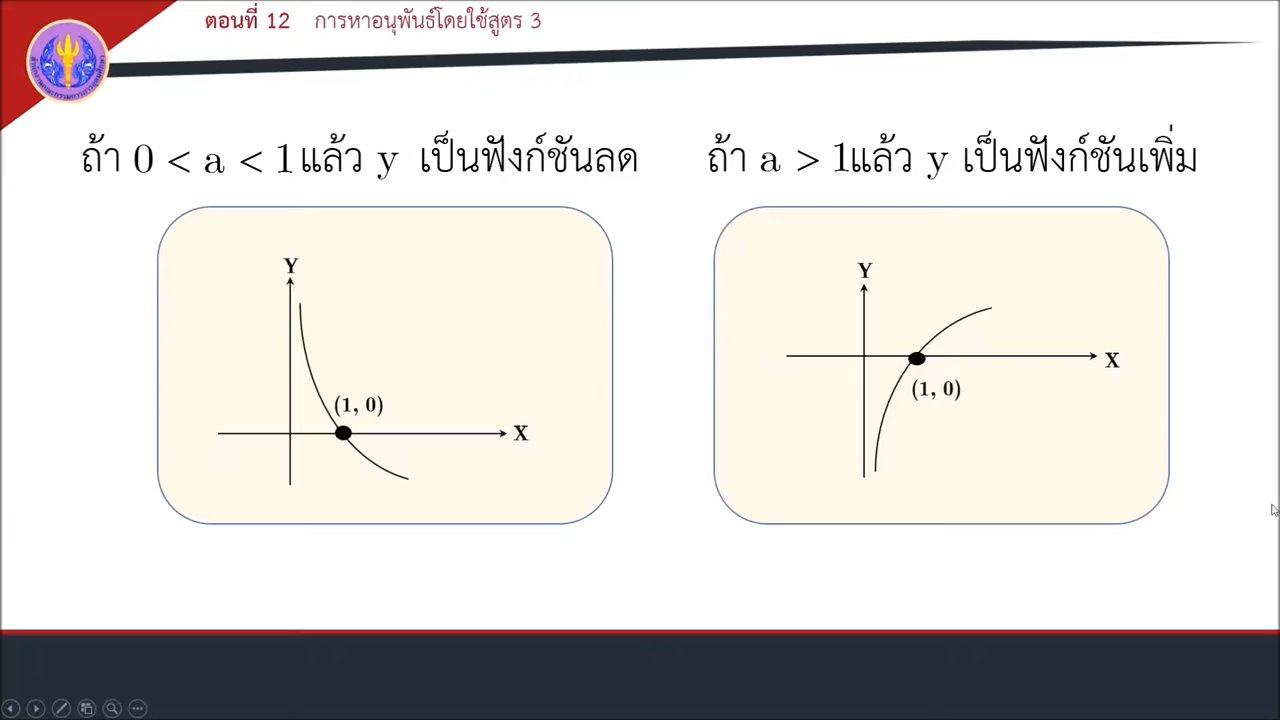 ตอนที่ 12 การหาอนุพันธ์โดยใช้สูตร 3
ถ้า 0 < a < 1 แล้ว y เป็นฟังก์ชันลด
ถ้า a > 1 แล้ว y เป็นฟังก์ชันเพิ่ม
Y
(1, 0)
X
Y
X
(1, 0)